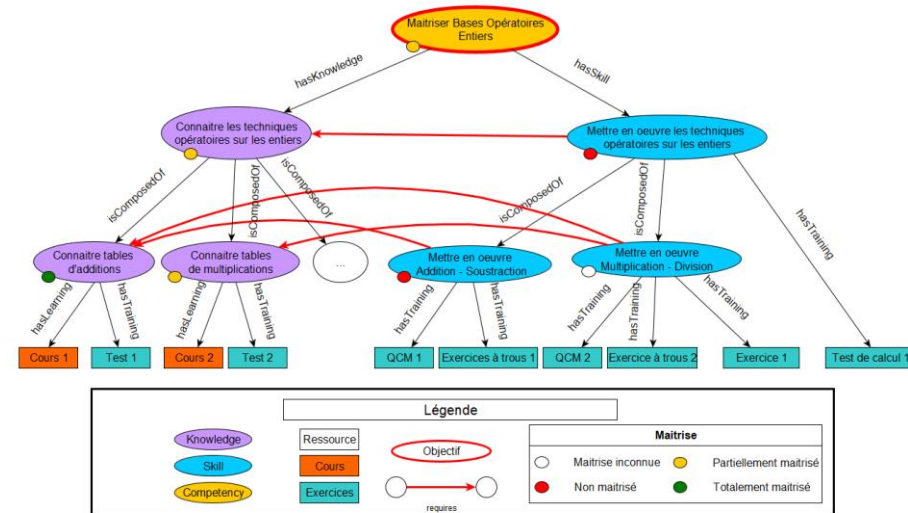 Maitriser Bases Opératoires
Entiers
hasKnowledge
hasSkill
Connaitre les techniques
opératoires sur les entiers
Mettre en oeuvre les techniques
opératoires sur les entiers
isComposedOf
isComposedOf
isComposedOf
isComposedOf
isComposedOf
hasTraining
Connaitre tables
d'additions
Connaitre tables
de multiplications
...
Mettre en oeuvre
Addition - Soustraction
Mettre en oeuvre
Multiplication - Division
hasLearning
hasTraining
hasLearning
hasTraining
hasTraining
hasTraining
hasTraining
hasTraining
hasTraining
Cours 1
Test 1
Cours 2
Test 2
QCM 1
Exercices à trous 1
QCM 2
Exercice à trous 2
Exercice 1
Test de calcul 1
Légende
Knowledge
Skill
Competency
Ressource
Cours
Exercices
Objectif
requires
Maitrise
Maitrise inconnue
Partiellement maitrisé
Non maitrisé
Totalement maitrisé